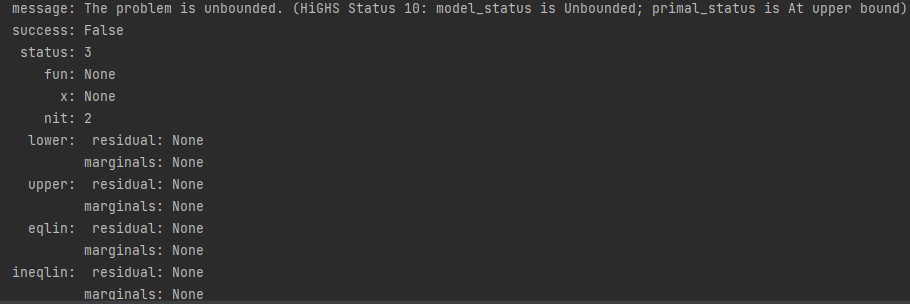 message: The problem is unbounded. (HiGHS Status 10: model_status is Unbounded; primal_status is At upper bound)
success: False
status: 3
fun: None
x: None
nit: 2
lower: residual: None
marginals: None
upper: residual: None
marginals: None
eqlin: residual: None
marginals: None
ineqlin: residual: None
marginals: None